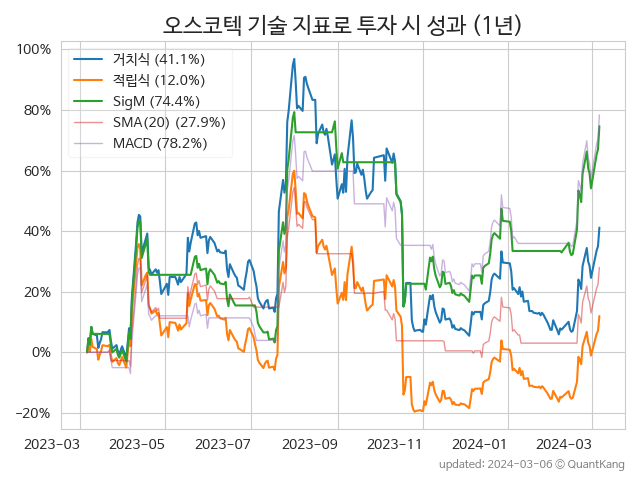 오스코텍 기술 지표로 투자 시 성과 (1년)
100%
80%
60%
40%
20%
0%
−20%
거치식 (41.1%)
적립식 (12.0%)
SigM (74.4%)
SMA(20) (27.9%)
MACD (78.2%)
2023−03 2023−05 2023−07 2023−09 2023−11 2024−01 2024−03
updated: 2024-03-06 ⓒ QuantKang